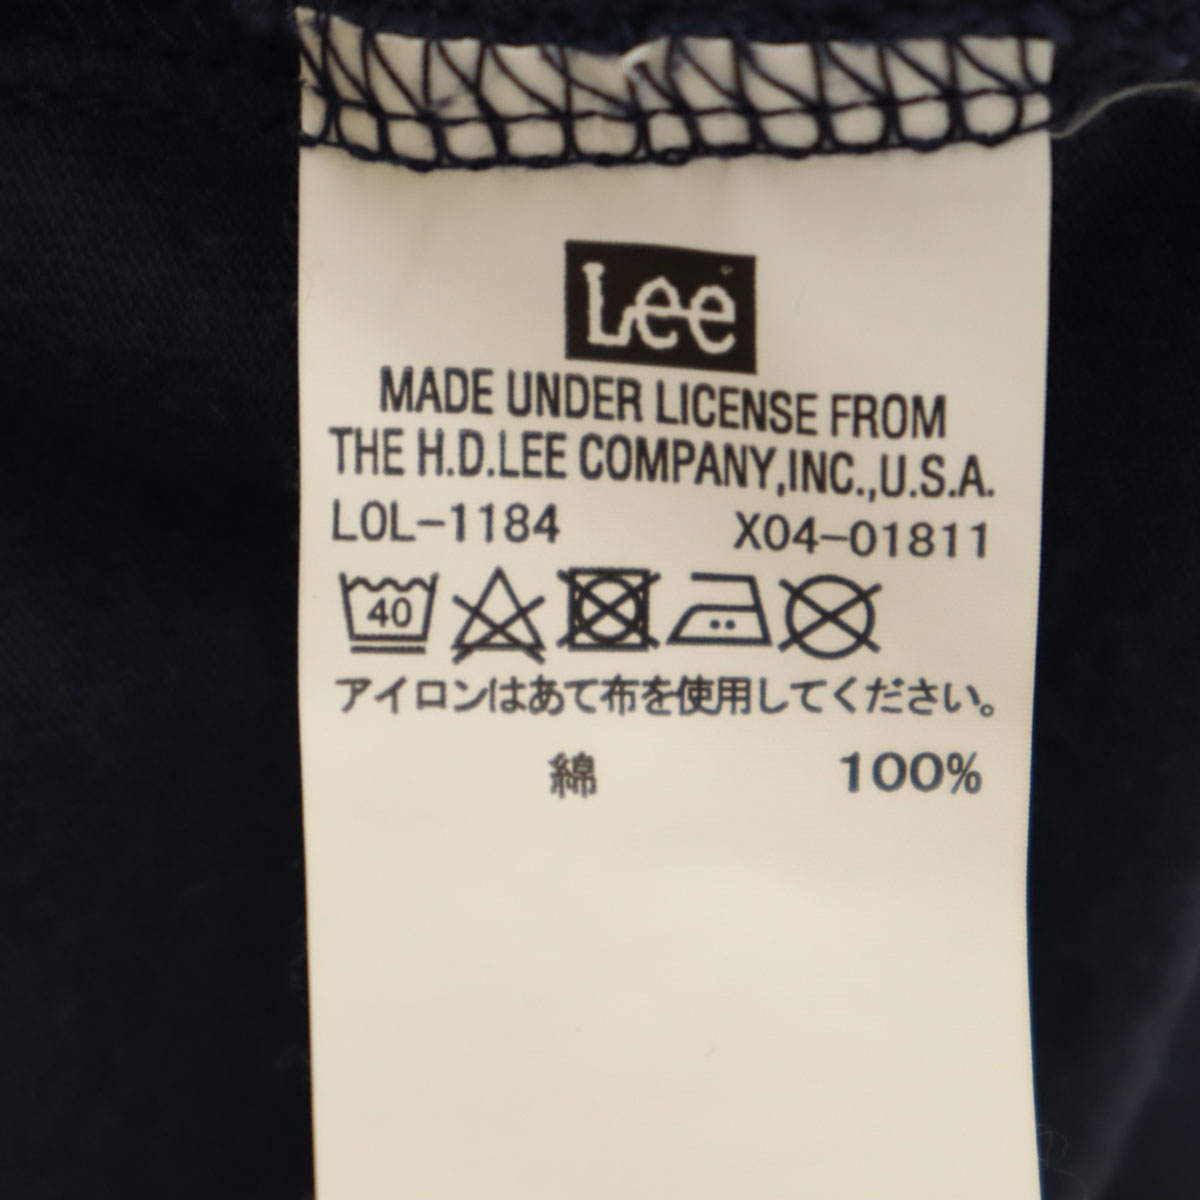 Lee
MADE UNDER LICENSE FROM
THE H.D.LEE COMPANY,INC.,U.S.A.
LOL-1184 X04-01811
40
アイロンはあて布を使用してください。
綿 100%